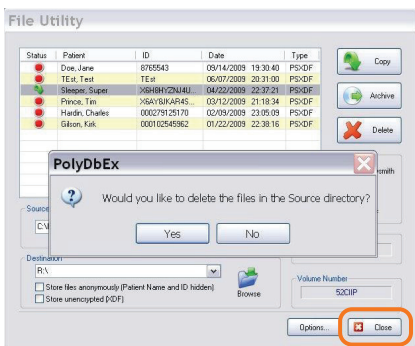 File Utility
Status Patient ID Date Type
Doe, Jane 8765543 09/14/2009 19:30:40 PSXDF
TEst, Test TEst 06/07/2009 20:31:00 PSXDF
Sleeper, Super X6H8HYZNJ4U... 04/22/2009 22:37:21 PSXDF
Prince, Tim X6AY8JKAR4S... 03/12/2009 21:18:34 PSXDF
Hardin, Charles 000279125170 02/09/2009 23:05:09 PSXDF
Gilson, Kirk 000102545962 01/22/2009 22:38:16 PSXDF
Copy
Archive
Delete
PolyDbEx
Would you like to delete the files in the Source directory?
Yes No
Source
Destination
R:\
Store files anonymously (Patient Name and ID hidden)
Store unencrypted (XDF)
Browse
Volume Number
52CIIP
Options... Close